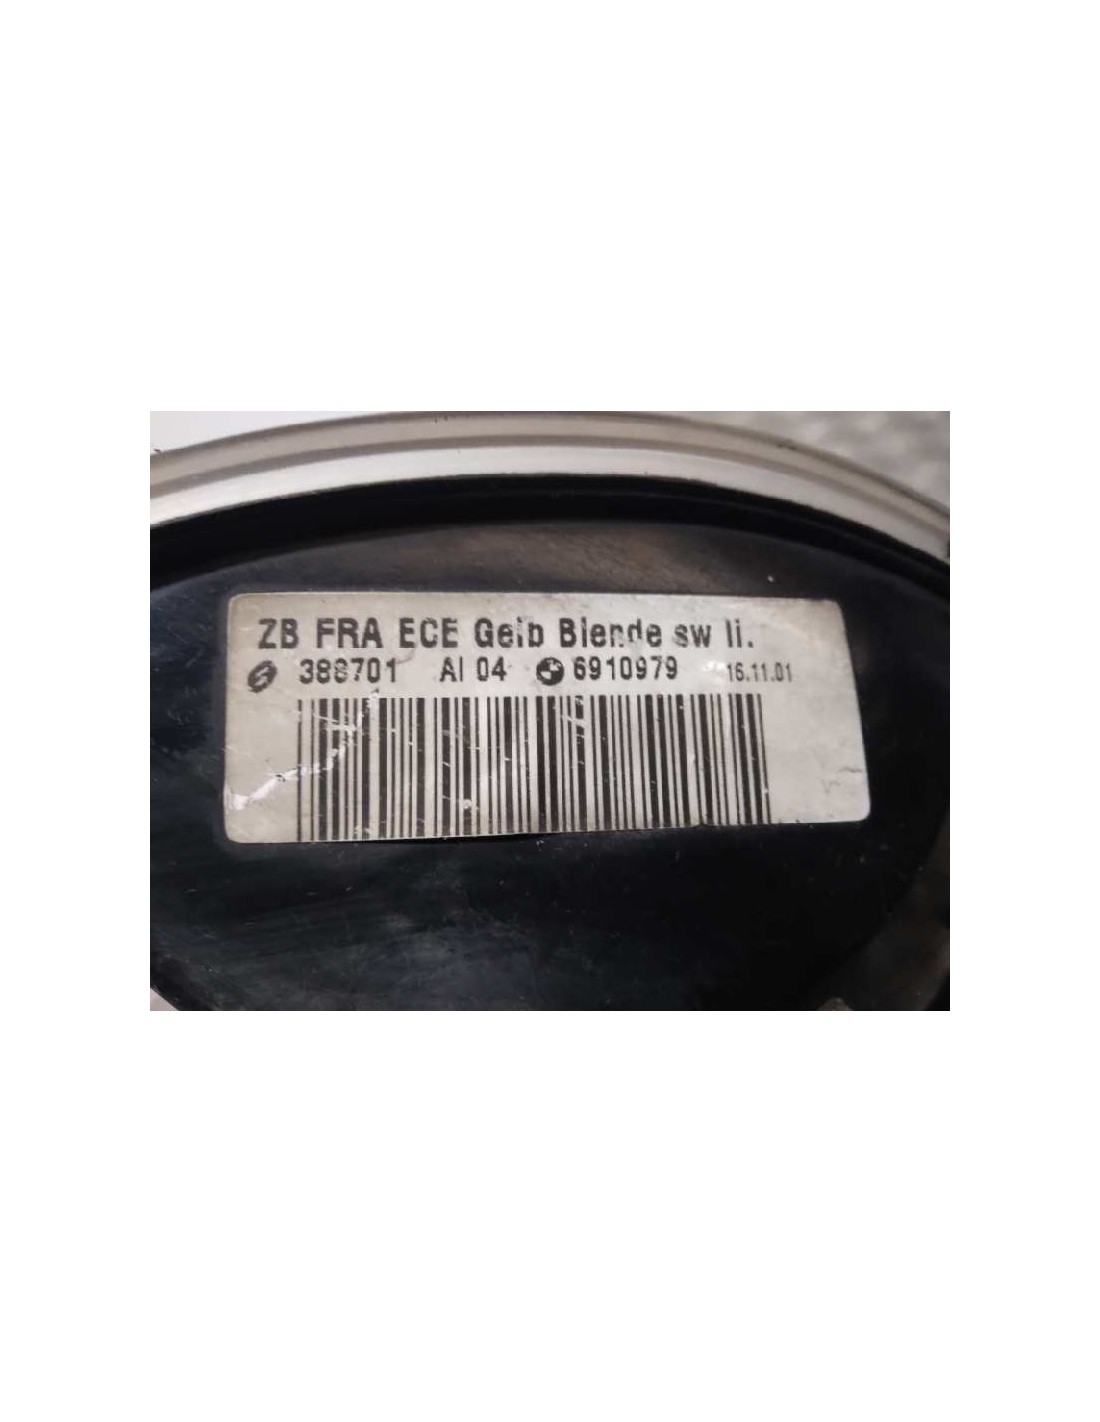 ZB FRA ECE Gelb Blende sw li.
388701 AI 04 6910979 16.11.01